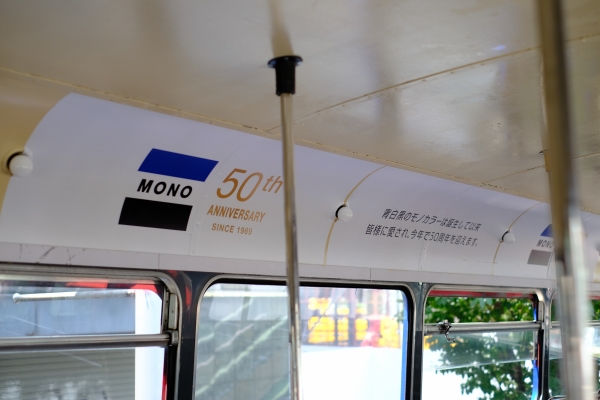 MONO
50th
ANNIVERSARY
SINCE 1969
青白黒のモノカラーは誕生して以来
皆様に愛され、今年で50周年を迎えます。
MONO